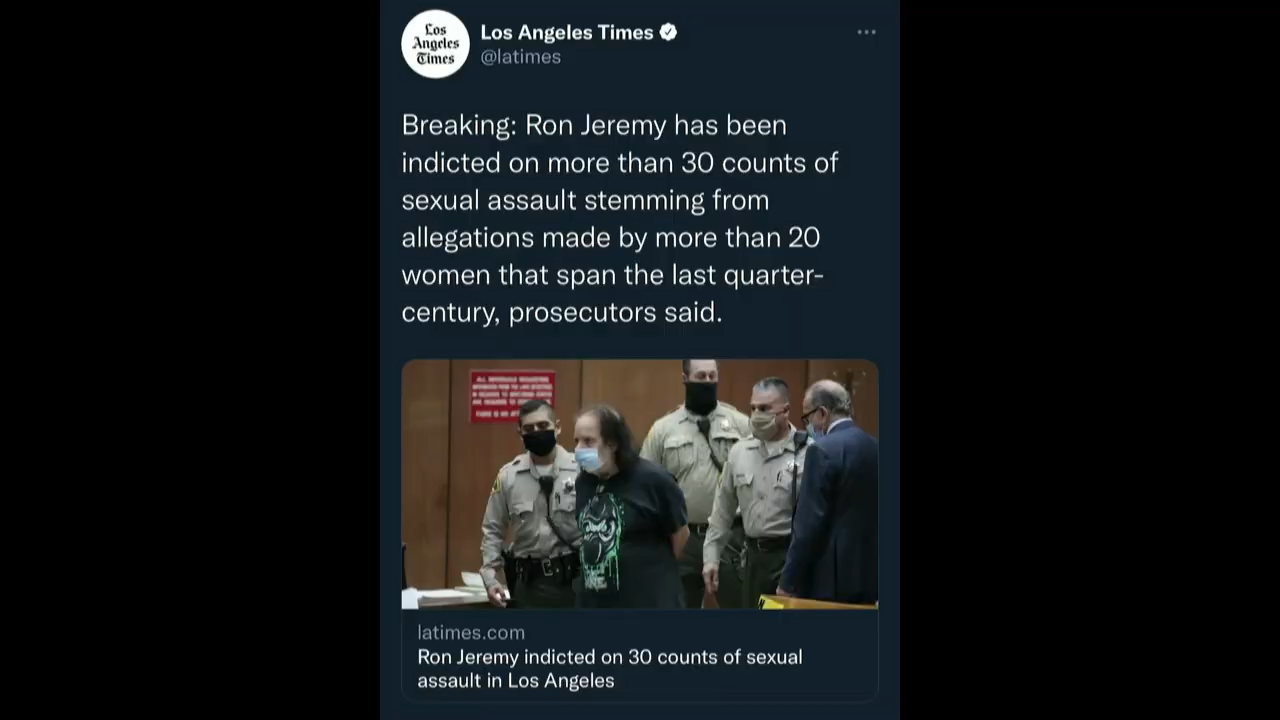 Los
Angeles
Times
Los Angeles Times
@latimes
Breaking: Ron Jeremy has been
indicted on more than 30 counts of
sexual assault stemming from
allegations made by more than 20
women that span the last quarter-
century, prosecutors said.
latimes.com
Ron Jeremy indicted on 30 counts of sexual
assault in Los Angeles